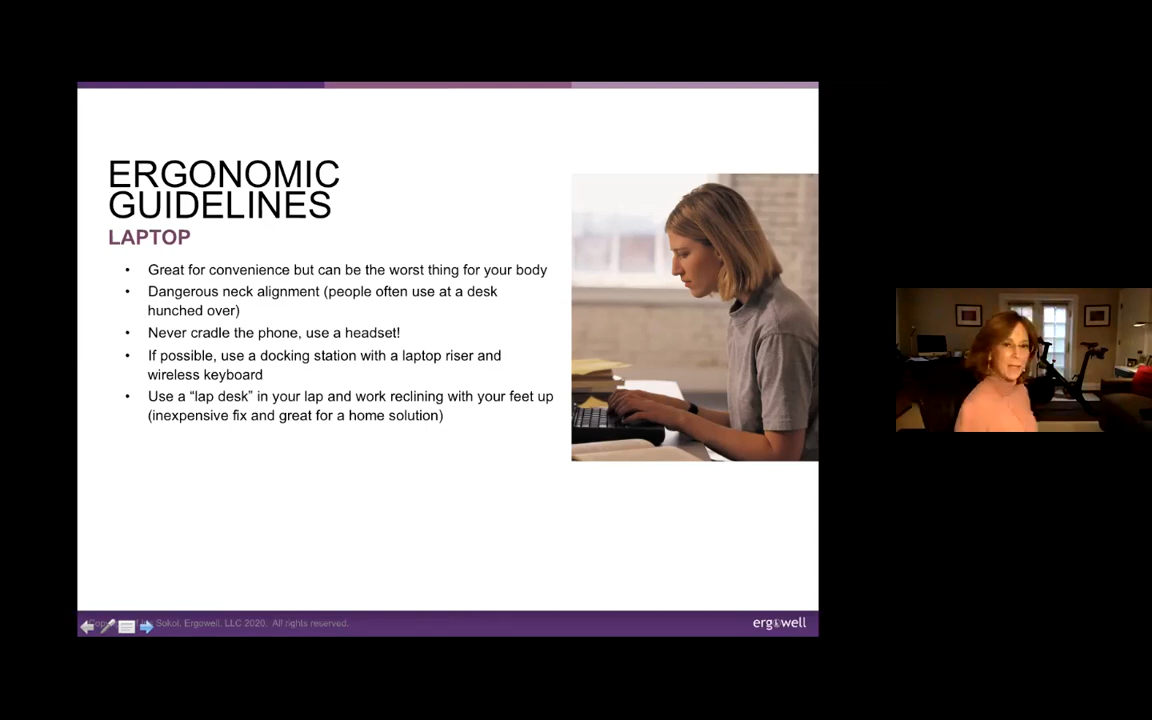 ERGONOMIC
GUIDELINES
LAPTOP
• Great for convenience but can be the worst thing for your body
• Dangerous neck alignment (people often use at a desk
hunched over)
• Never cradle the phone, use a headset!
• If possible, use a docking station with a laptop riser and
wireless keyboard
• Use a “lap desk” in your lap and work reclining with your feet up
(inexpensive fix and great for a home solution)
Sokol, Ergowell, LLC 2020. All rights reserved.
ergowell